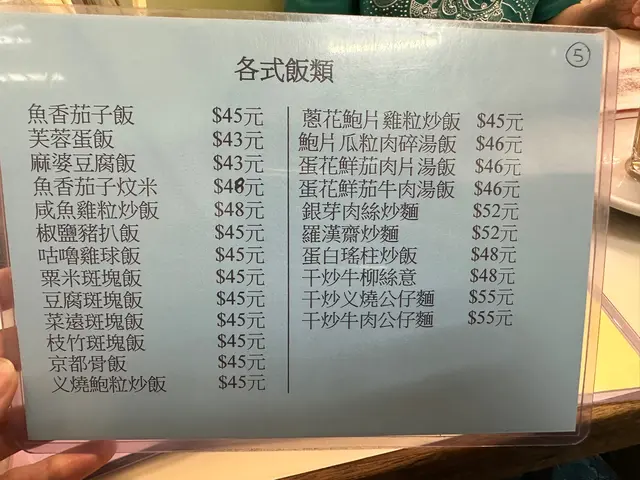 ⑤
各式飯類
魚香茄子飯 $45元
芙蓉蛋飯 $43元
麻婆豆腐飯 $43元
魚香茄子炆米 $48元
咸魚雞粒炒飯 $48元
椒鹽豬扒飯 $45元
咕嚕雞球飯 $45元
粟米斑塊飯 $45元
豆腐斑塊飯 $45元
菜遠斑塊飯 $45元
枝竹斑塊飯 $45元
京都骨飯 $45元
义燒鮑粒炒飯 $45元
蔥花鮑片雞粒炒飯 $45元
鮑片瓜粒肉碎湯飯 $46元
蛋花鮮茄肉片湯飯 $46元
蛋花鮮茄牛肉湯飯 $46元
銀芽肉絲炒麵 $52元
羅漢齋炒麵 $52元
蛋白瑤柱炒飯 $48元
干炒牛柳絲意 $48元
干炒义燒公仔麵 $55元
干炒牛肉公仔麵 $55元